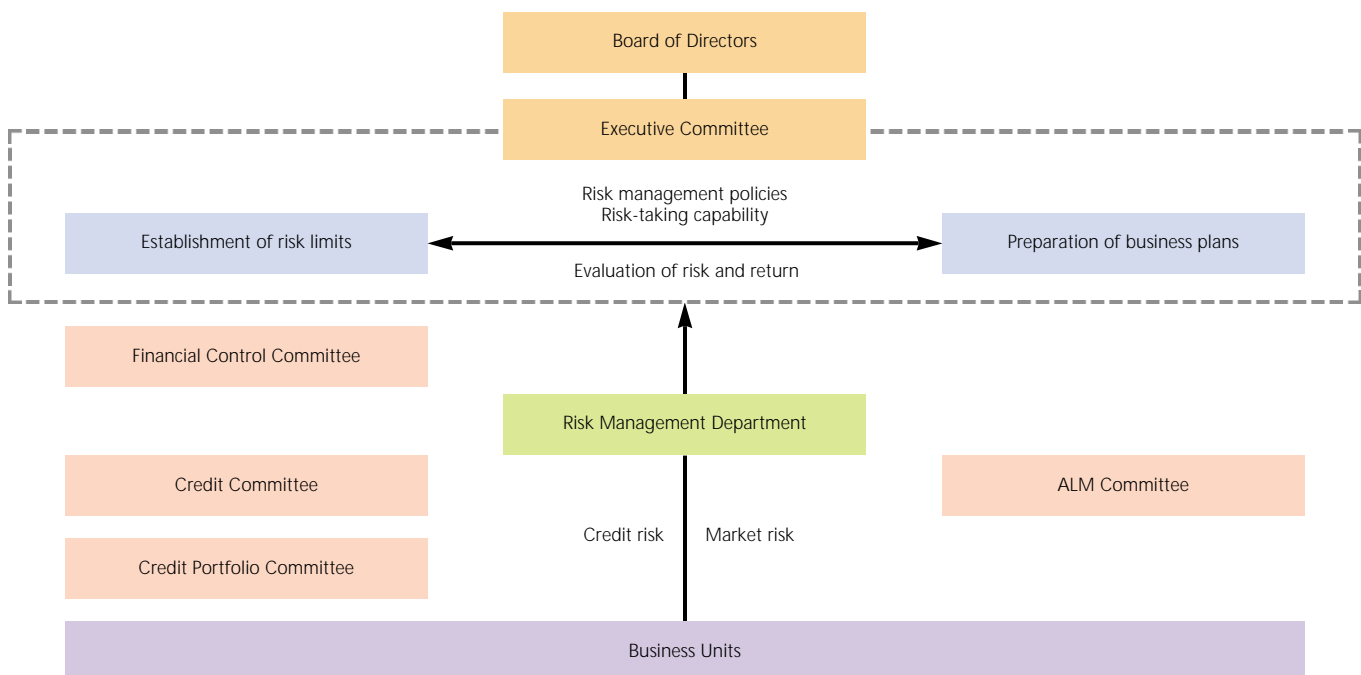 Board of Directors
Executive Committee
Risk management policies
Risk-taking capability
Establishment of risk limits
Preparation of business plans
Evaluation of risk and return
Financial Control Committee
Risk Management Department
Credit Committee
ALM Committee
Credit risk
Market risk
Credit Portfolio Committee
Business Units